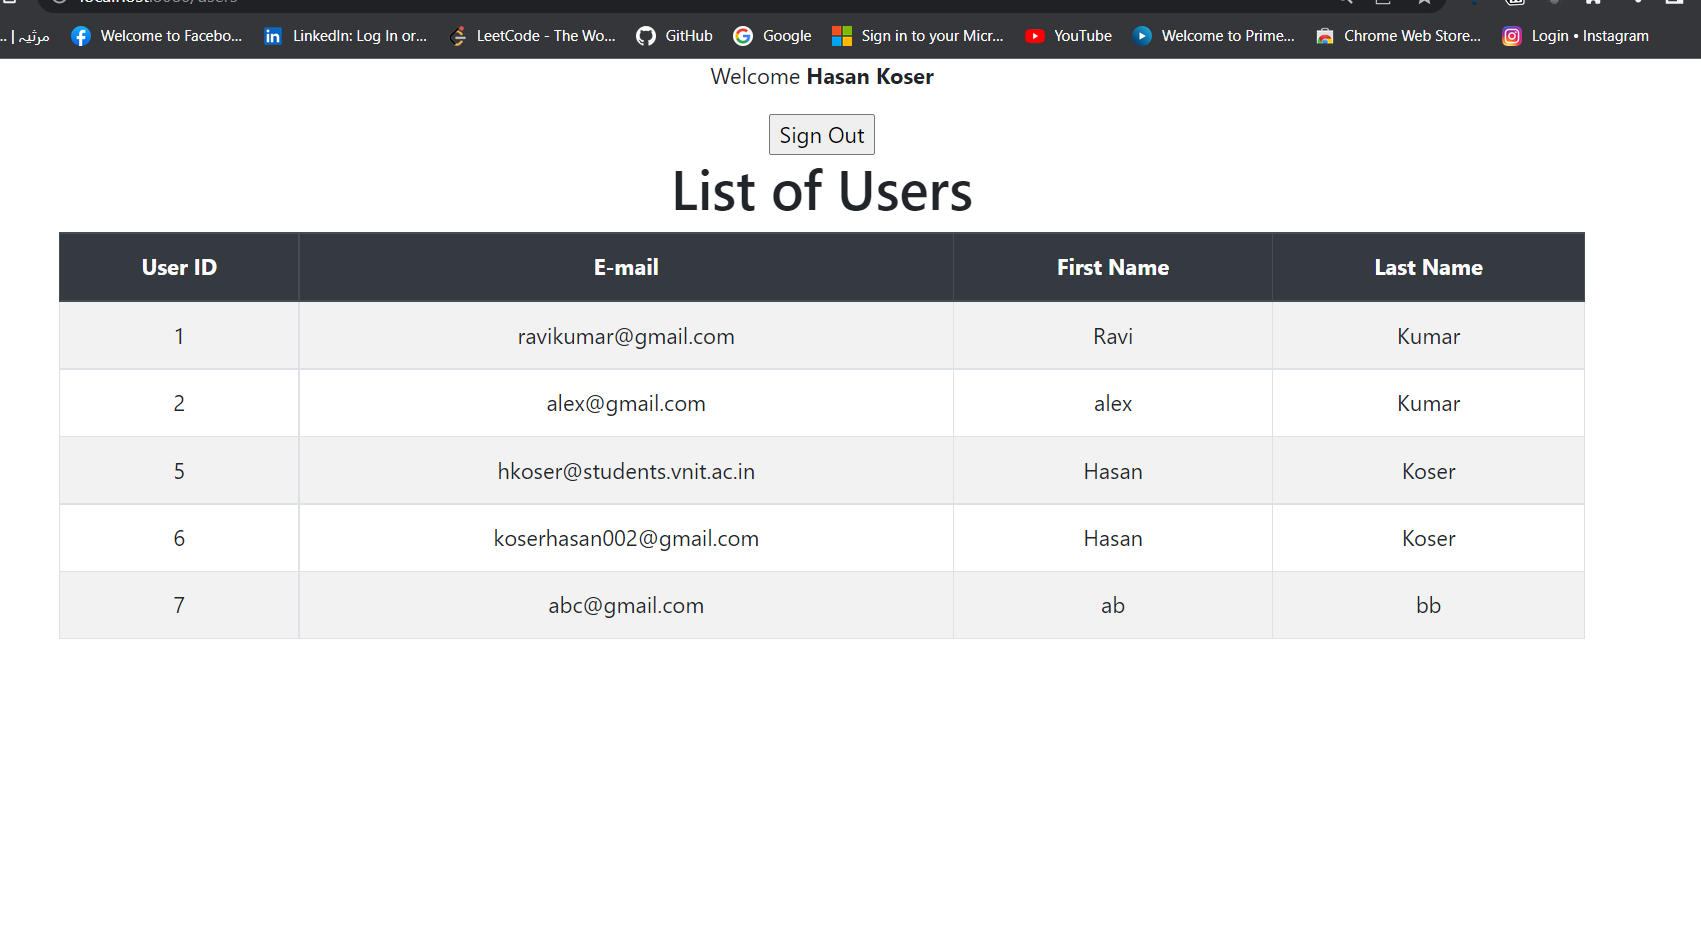 .. | مرثیہ Welcome to Facebo... LinkedIn: Log In or... LeetCode - The Wo... GitHub Google Sign in to your Micr... YouTube Welcome to Prime... Chrome Web Store... Login • Instagram
Welcome Hasan Koser
Sign Out
List of Users
User ID E-mail First Name Last Name
1 ravikumar@gmail.com Ravi Kumar
2 alex@gmail.com alex Kumar
5 hkoser@students.vnit.ac.in Hasan Koser
6 koserhasan002@gmail.com Hasan Koser
7 abc@gmail.com ab bb